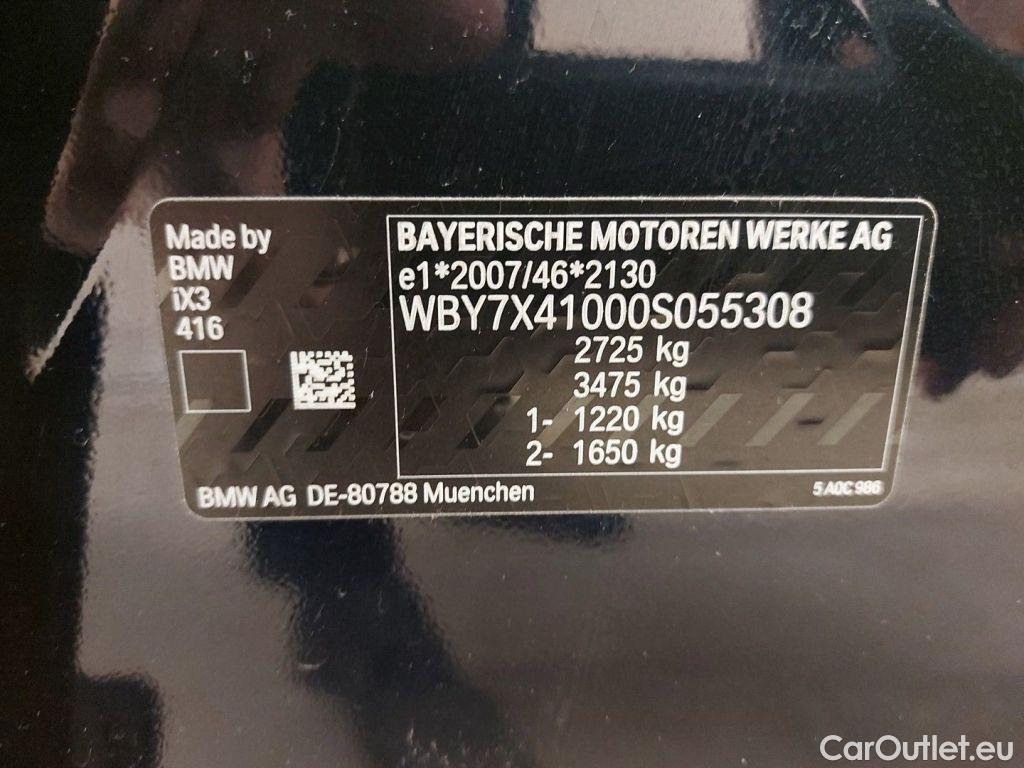 Made by
BMW
iX3
416
BAYERISCHE MOTOREN WERKE AG
e1*2007/46*2130
WBY7X41000S055308
2725 kg
3475 kg
1- 1220 kg
2- 1650 kg
BMW AG DE-80788 Muenchen
5 A0C 986
CarOutlet.eu